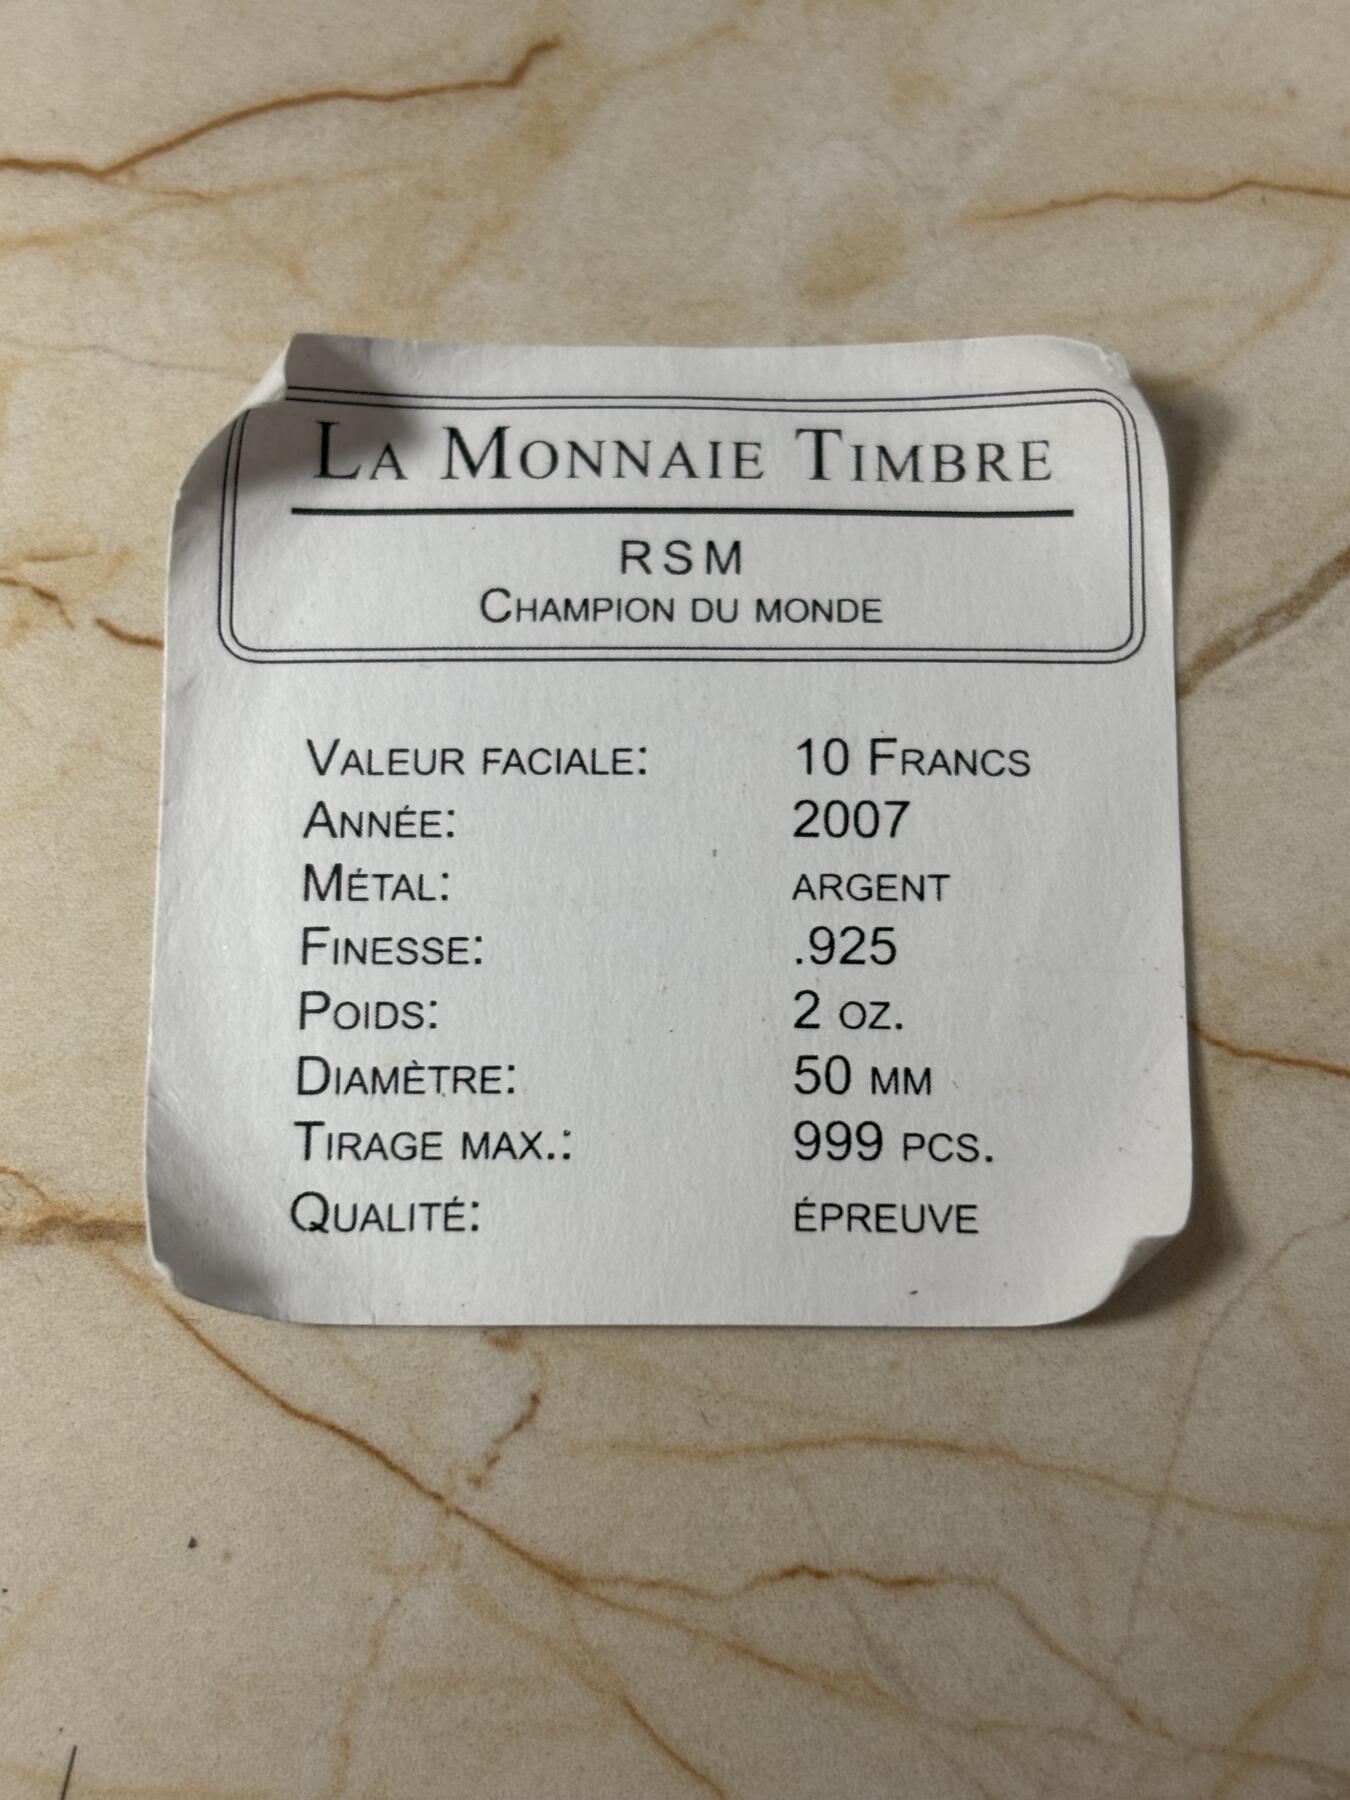 LA MONNAIE TIMBRE
RSM
CHAMPION DU MONDE
VALEUR FACIALE: 10 FRANCS
ANNÉE: 2007
MÉTAL: ARGENT
FINESSE: .925
POIDS: 2 OZ.
DIAMÈTRE: 50 MM
TIRAGE MAX.: 999 PCS.
QUALITÉ: ÉPREUVE